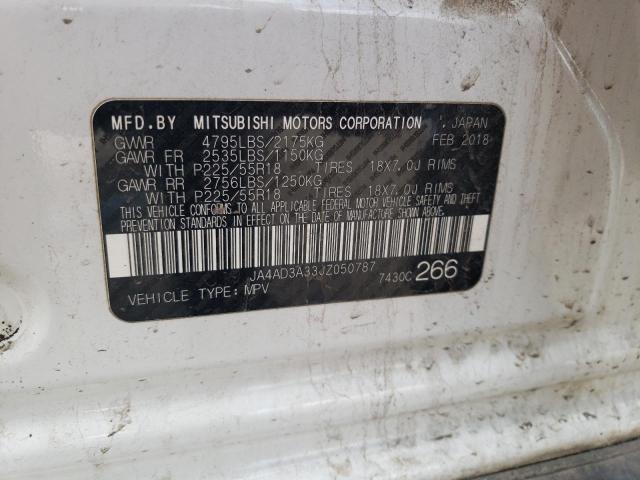 MFD.BY MITSUBISHI MOTORS CORPORATION , JAPAN
GVWR 4795LBS/2175KG FEB 2018
GAWR FR 2535LBS/1150KG
WITH P225/55R18 TIRES 18X7.0J RIMS
GAWR RR 2756LBS/1250KG
WITH P225/55R18 TIRES 18X7.0J RIMS
THIS VEHICLE CONFORMS TO ALL APPLICABLE FEDERAL MOTOR VEHICLE SAFETY AND THEFT
PREVENTION STANDARDS IN EFFECT ON THE DATE OF MANUFACTURE SHOWN ABOVE.
JA4AD3A33JZ050787
VEHICLE TYPE: MPV 7430C 266